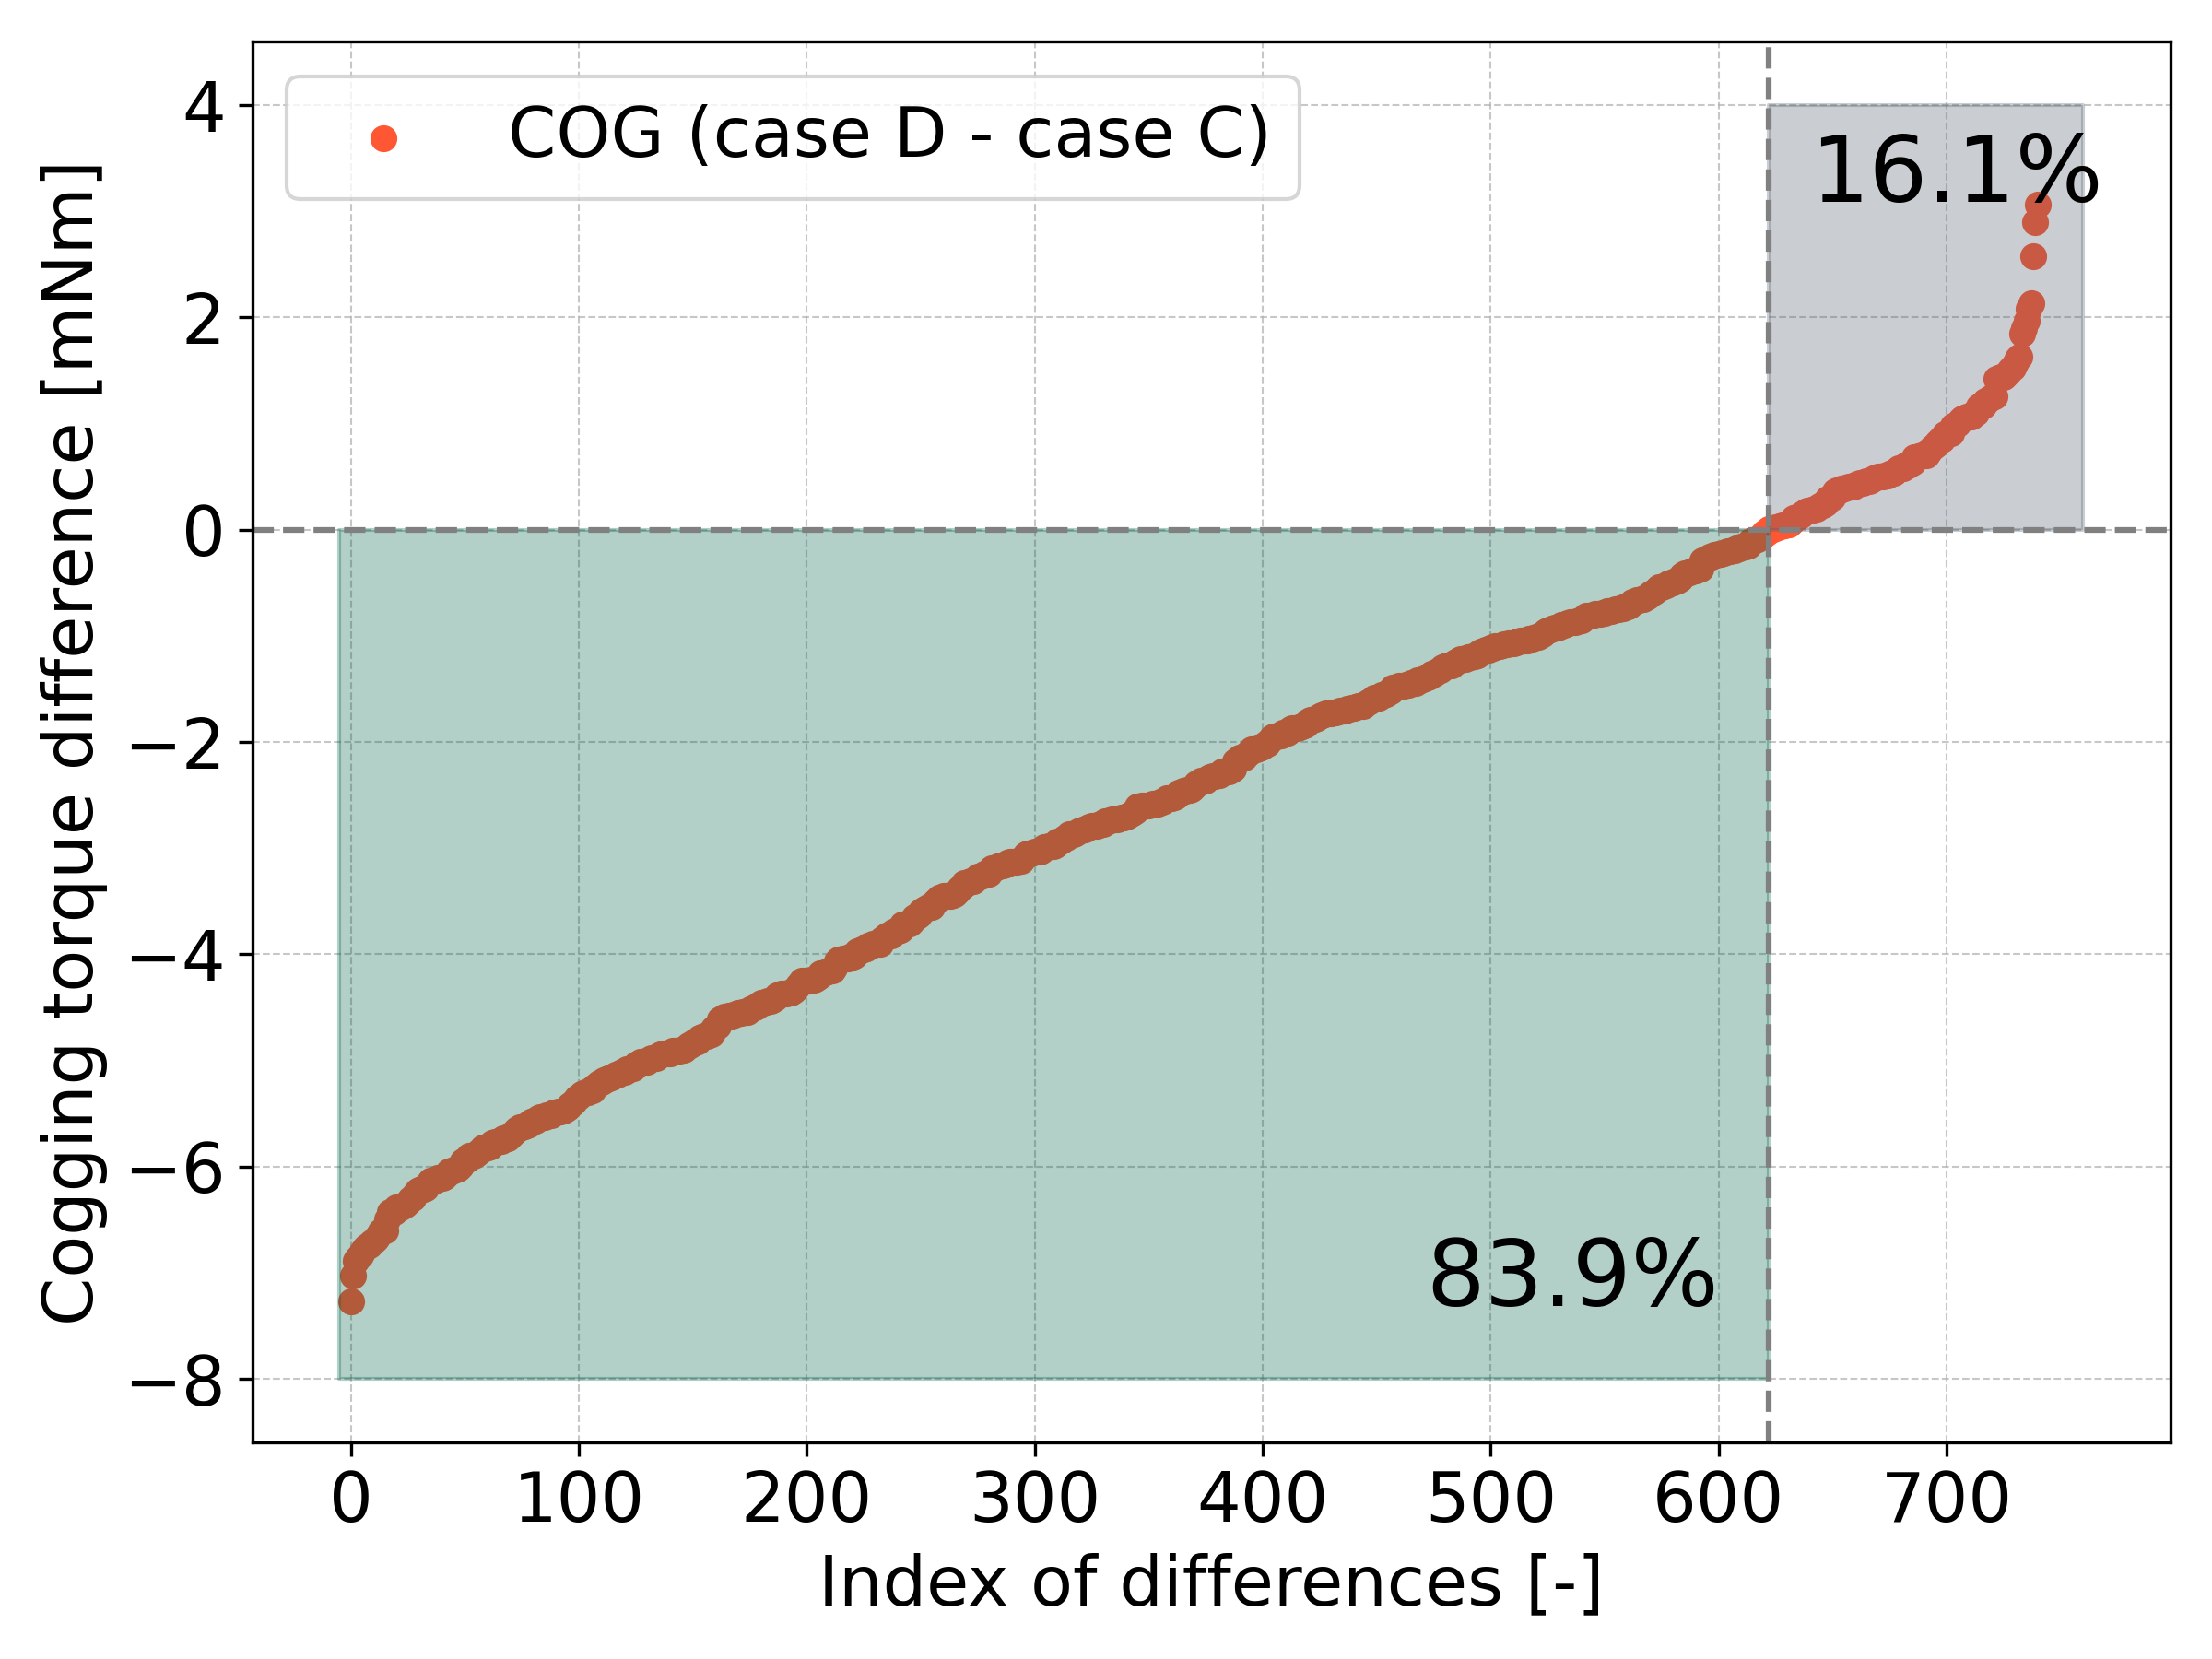 COG (case D - case C)
16.1%
83.9%
Cogging torque difference [mNm]
4
2
0
−2
−4
−6
−8
0 100 200 300 400 500 600 700
Index of differences [-]